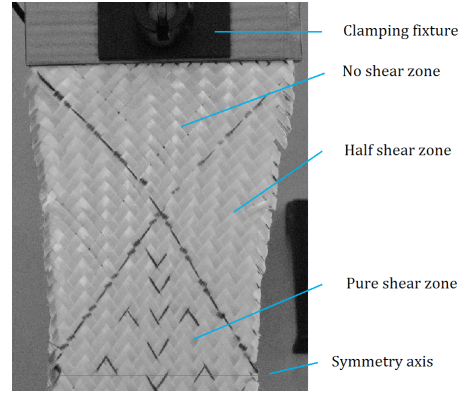 Clamping fixture
No shear zone
Half shear zone
Pure shear zone
Symmetry axis